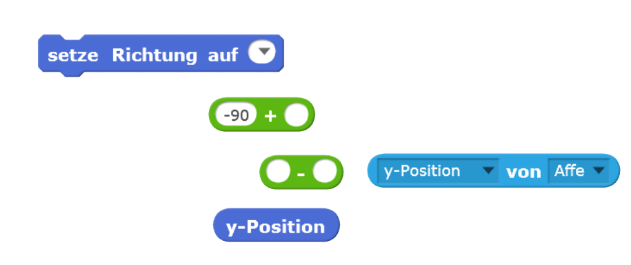 setze Richtung auf
-90 +
-
y-Position von Affe
y-Position